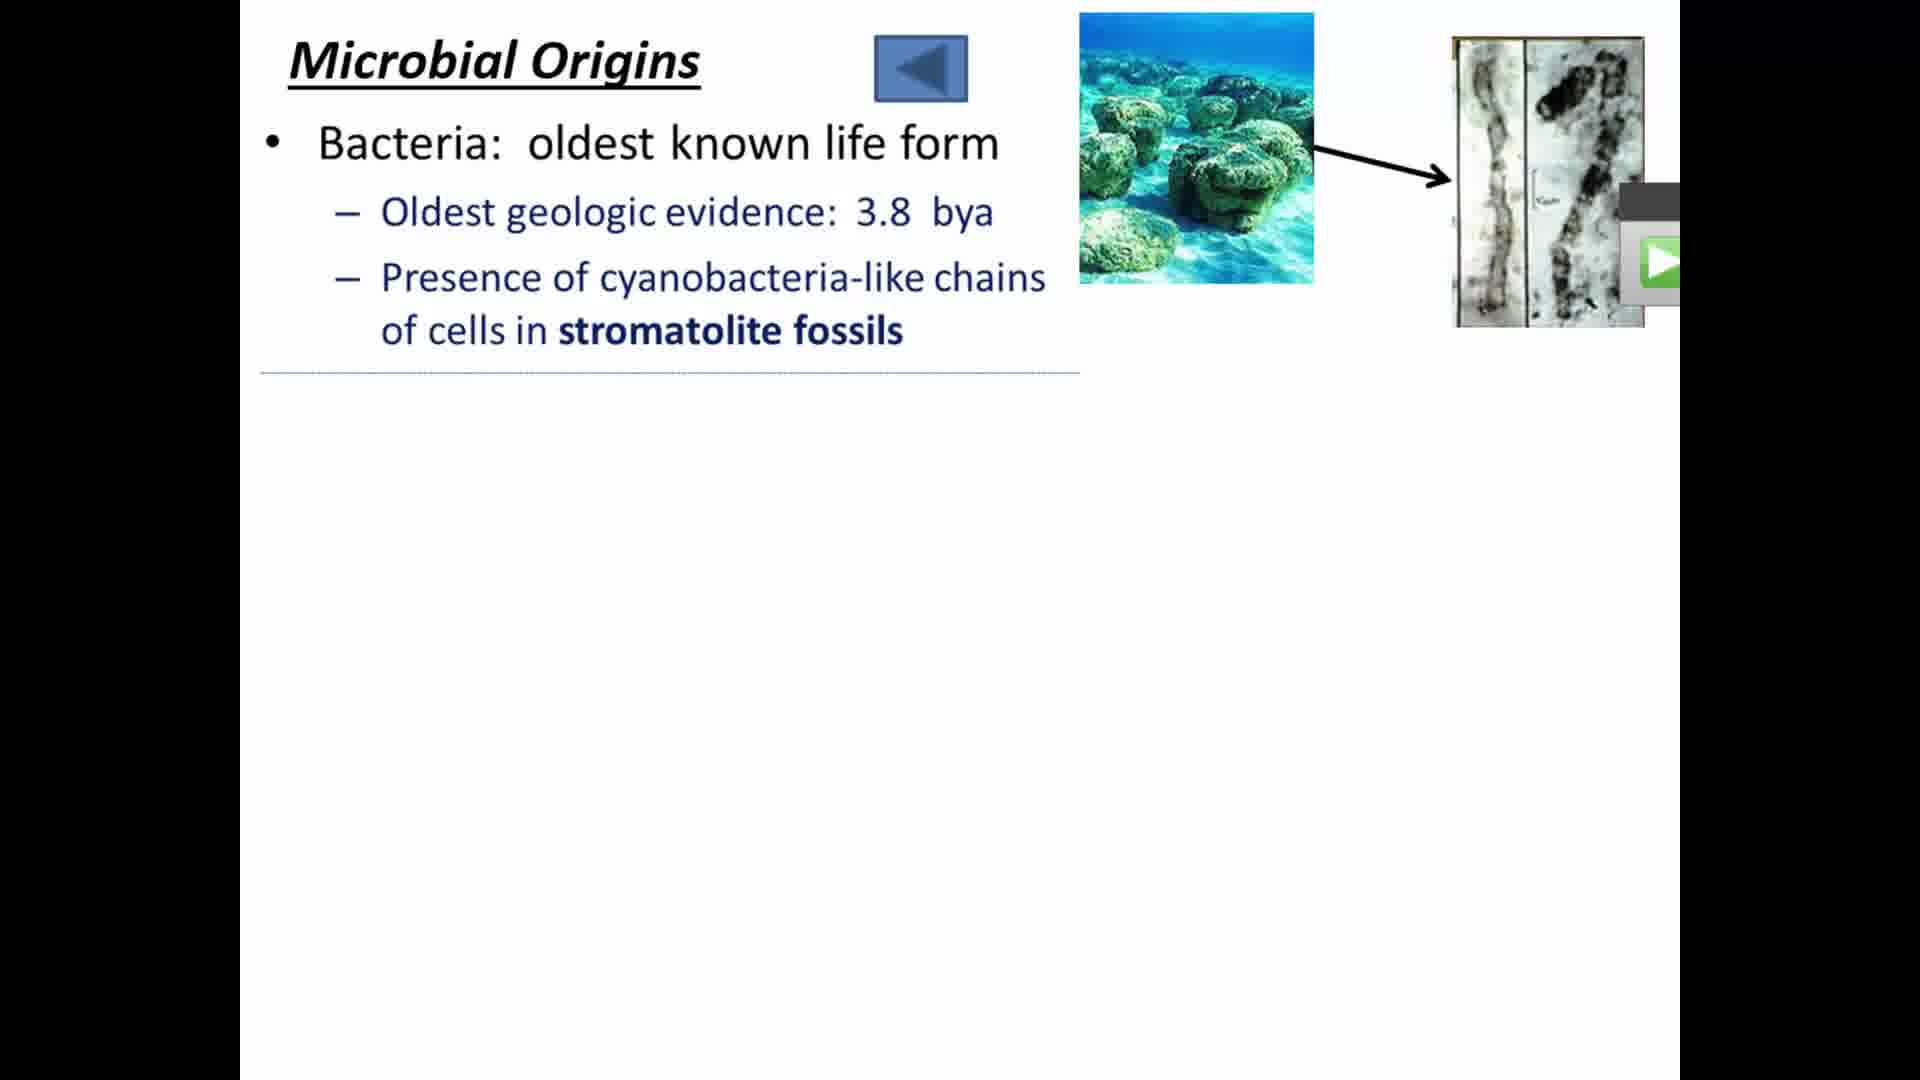 Microbial Origins
• Bacteria: oldest known life form
– Oldest geologic evidence: 3.8 bya
– Presence of cyanobacteria-like chains
of cells in stromatolite fossils